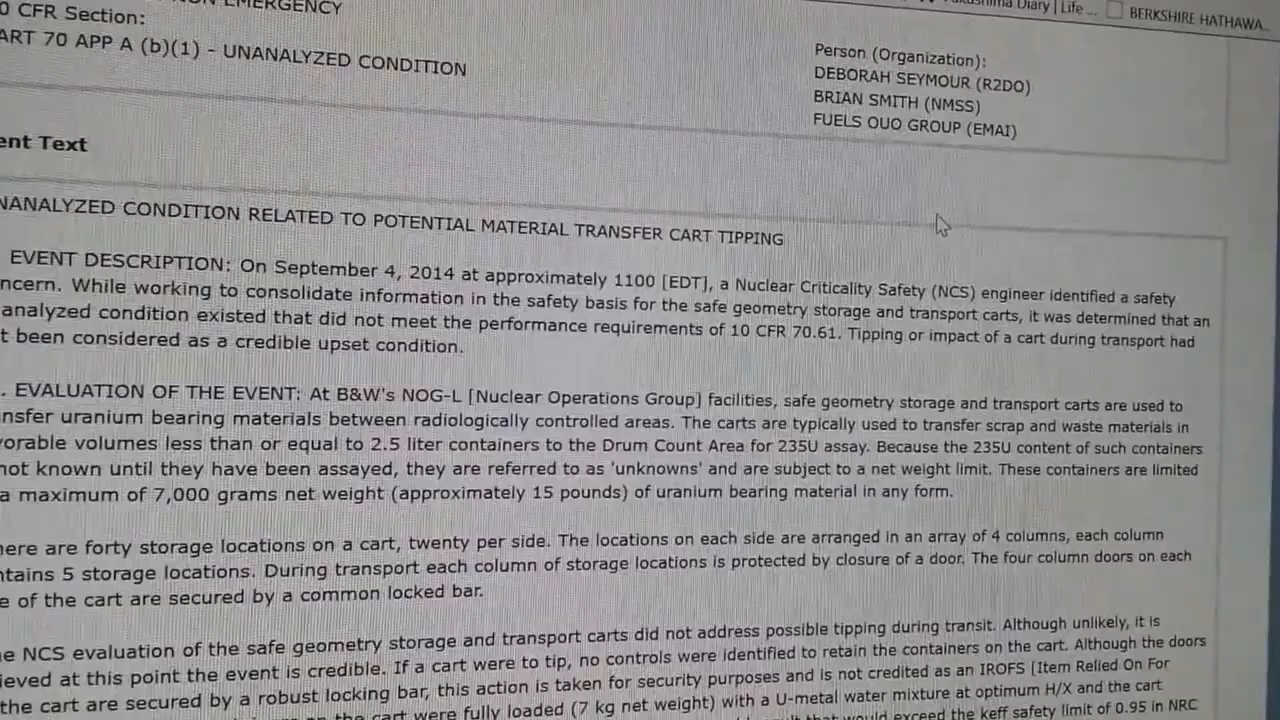 NON EMERGENCY
Diary | Life ...
BERKSHIRE HATHAWA...
0 CFR Section:
ART 70 APP A (b)(1) - UNANALYZED CONDITION
Person (Organization):
DEBORAH SEYMOUR (R2DO)
BRIAN SMITH (NMSS)
FUELS OUO GROUP (EMAI)
ent Text
NANALYZED CONDITION RELATED TO POTENTIAL MATERIAL TRANSFER CART TIPPING
EVENT DESCRIPTION: On September 4, 2014 at approximately 1100 [EDT], a Nuclear Criticality Safety (NCS) engineer identified a safety
ncern. While working to consolidate information in the safety basis for the safe geometry storage and transport carts, it was determined that an
analyzed condition existed that did not meet the performance requirements of 10 CFR 70.61. Tipping or impact of a cart during transport had
t been considered as a credible upset condition.
. EVALUATION OF THE EVENT: At B&W's NOG-L [Nuclear Operations Group] facilities, safe geometry storage and transport carts are used to
nsfer uranium bearing materials between radiologically controlled areas. The carts are typically used to transfer scrap and waste materials in
vorable volumes less than or equal to 2.5 liter containers to the Drum Count Area for 235U assay. Because the 235U content of such containers
not known until they have been assayed, they are referred to as 'unknowns' and are subject to a net weight limit. These containers are limited
a maximum of 7,000 grams net weight (approximately 15 pounds) of uranium bearing material in any form.
here are forty storage locations on a cart, twenty per side. The locations on each side are arranged in an array of 4 columns, each column
ntains 5 storage locations. During transport each column of storage locations is protected by closure of a door. The four column doors on each
e of the cart are secured by a common locked bar.
e NCS evaluation of the safe geometry storage and transport carts did not address possible tipping during transit. Although unlikely, it is
ieved at this point the event is credible. If a cart were to tip, no controls were identified to retain the containers on the cart. Although the doors
the cart are secured by a robust locking bar, this action is taken for security purposes and is not credited as an IROFS [Item Relied On For
the cart were fully loaded (7 kg net weight) with a U-metal water mixture at optimum H/X and the cart
that would exceed the keff safety limit of 0.95 in NRC